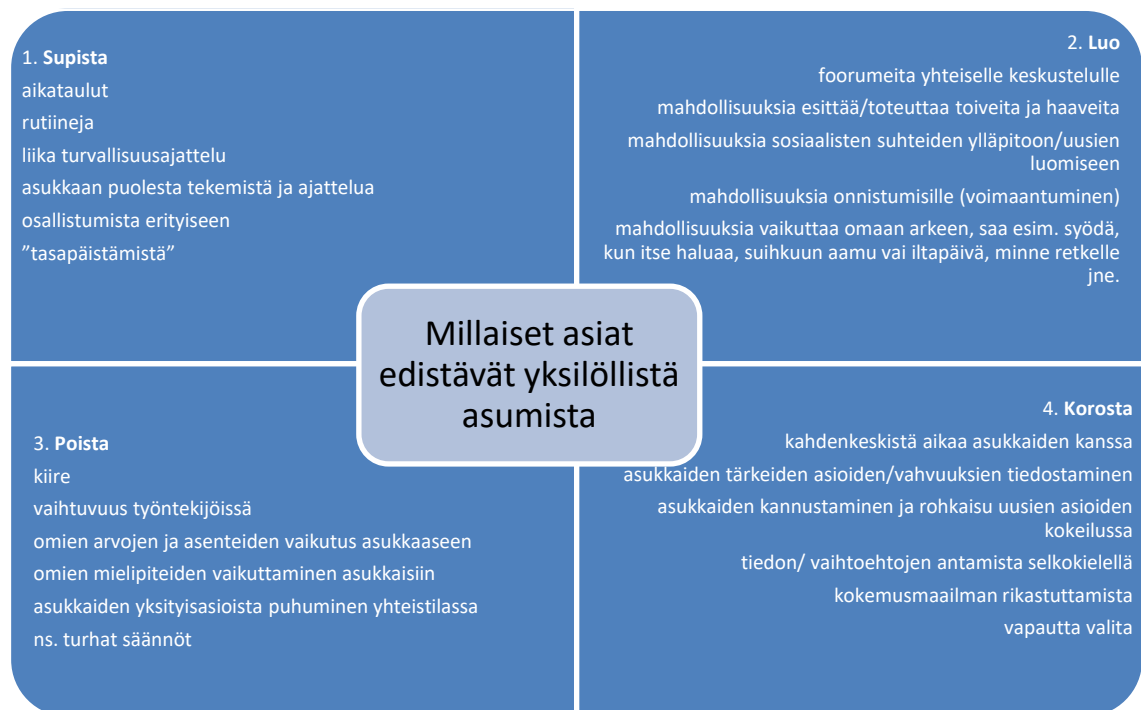 1. Supista
aikataulut
rutiineja
liika turvallisuusajattelu
asukkaan puolesta tekemistä ja ajattelua
osallistumista erityiseen
”tasapäistämistä”
2. Luo
foorumeita yhteiselle keskustelulle
mahdollisuuksia esittää/toteuttaa toiveita ja haaveita
mahdollisuuksia sosiaalisten suhteiden ylläpitoon/uusien
luomiseen
mahdollisuuksia onnistumisille (voimaantuminen)
mahdollisuuksia vaikuttaa omaan arkeen, saa esim. syödä,
kun itse haluaa, suihkuun aamu vai iltapäivä, minne retkelle
jne.
Millaiset asiat
edistävät yksilöllistä
asumista
3. Poista
kiire
vaihtuvuus työntekijöissä
omien arvojen ja asenteiden vaikutus asukkaaseen
omien mielipiteiden vaikuttaminen asukkaisiin
asukkaiden yksityisasioista puhuminen yhteistilassa
ns. turhat säännöt
4. Korosta
kahdenkeskistä aikaa asukkaiden kanssa
asukkaiden tärkeiden asioiden/vahvuuksien tiedostaminen
asukkaiden kannustaminen ja rohkaisu uusien asioiden
kokeilussa
tiedon/ vaihtoehtojen antamista selkokielellä
kokemusmaailman rikastuttamista
vapautta valita